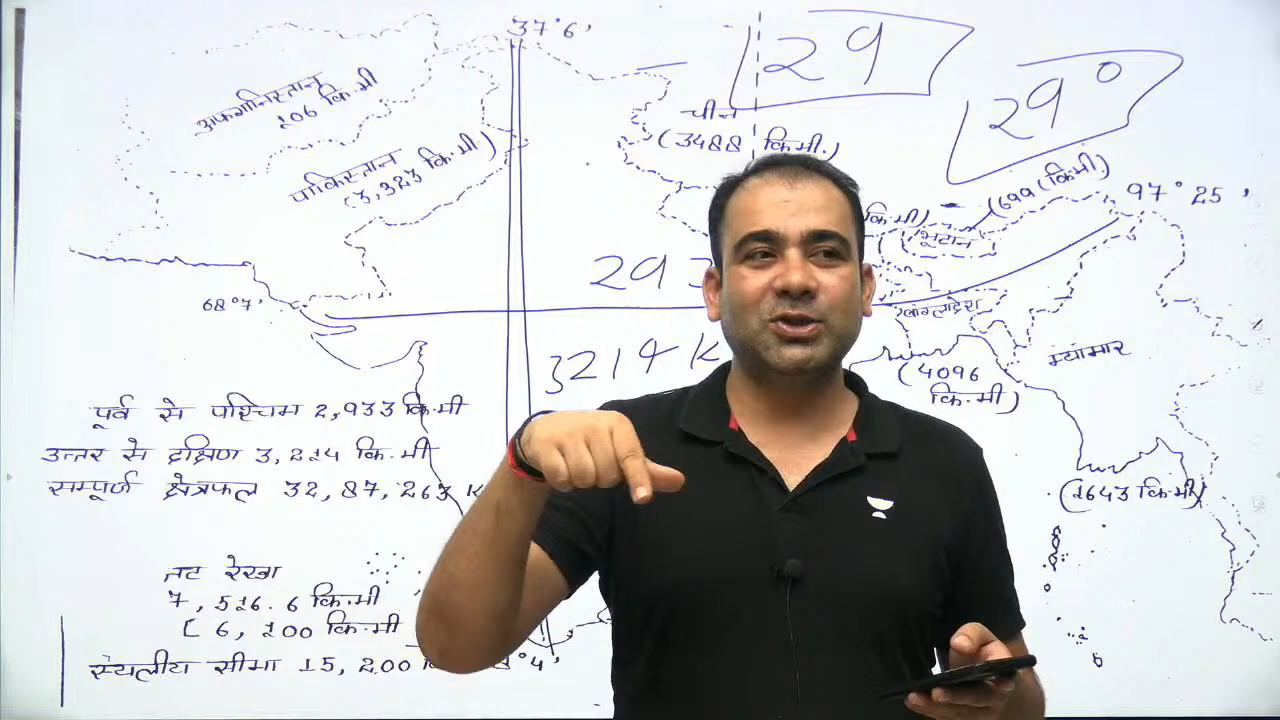 37°6'
29
29°
अफगानिस्तान
106 कि.मी
पाकिस्तान
(3,323 कि.मी)
चीन
(3488 कि.मी.)
कि.मी)
(699 कि.मी.)
भूटान
97° 25'
68°7'
293
बांग्लादेश
(4096
कि.मी)
म्यांमार
3214 K
पूर्व से पश्चिम 2,933 कि.मी
उत्तर से दक्षिण 3,214 कि.मी
सम्पूर्ण क्षेत्रफल 32,87,263 K
(1643 कि.मी)
तट रेखा
7,516.6 कि.मी
[6,100 कि.मी
स्थलीय सीमा 15,200
°4'